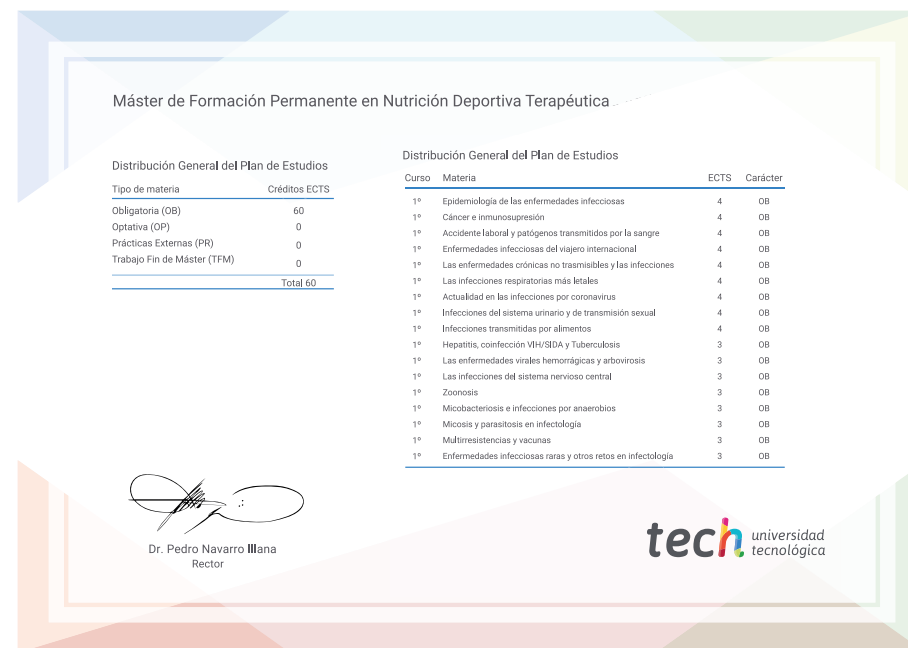 Máster de Formación Permanente en Nutrición Deportiva Terapéutica
Distribución General del Plan de Estudios
Tipo de materia Créditos ECTS
Obligatoria (OB) 60
Optativa (OP) 0
Prácticas Externas (PR) 0
Trabajo Fin de Máster (TFM) 0
Total 60
Distribución General del Plan de Estudios
Curso Materia ECTS Carácter
1º Epidemiología de las enfermedades infecciosas 4 OB
1º Cáncer e inmunosupresión 4 OB
1º Accidente laboral y patógenos transmitidos por la sangre 4 OB
1º Enfermedades infecciosas del viajero internacional 4 OB
1º Las enfermedades crónicas no trasmisibles y las infecciones 4 OB
1º Las infecciones respiratorias más letales 4 OB
1º Actualidad en las infecciones por coronavirus 4 OB
1º Infecciones del sistema urinario y de transmisión sexual 4 OB
1º Infecciones transmitidas por alimentos 4 OB
1º Hepatitis, coinfección VIH/SIDA y Tuberculosis 3 OB
1º Las enfermedades virales hemorrágicas y arbovirosis 3 OB
1º Las infecciones del sistema nervioso central 3 OB
1º Zoonosis 3 OB
1º Micobacteriosis e infecciones por anaerobios 3 OB
1º Micosis y parasitosis en infectología 3 OB
1º Multirresistencias y vacunas 3 OB
1º Enfermedades infecciosas raras y otros retos en infectología 3 OB
Dr. Pedro Navarro Illana
Rector
tech universidad
tecnológica